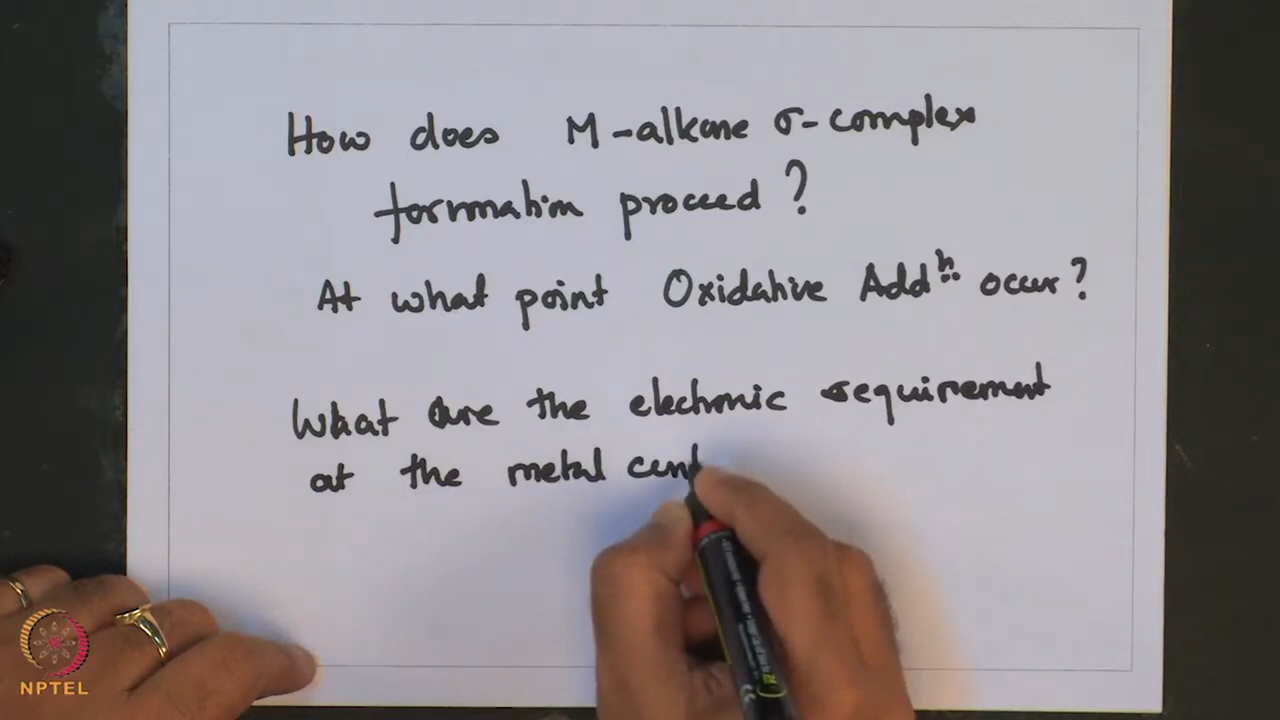 How does M-alkane σ-complex
formation proceed?
At what point Oxidative Addn occur?
What are the electronic requirement
at the metal cent
NPTEL